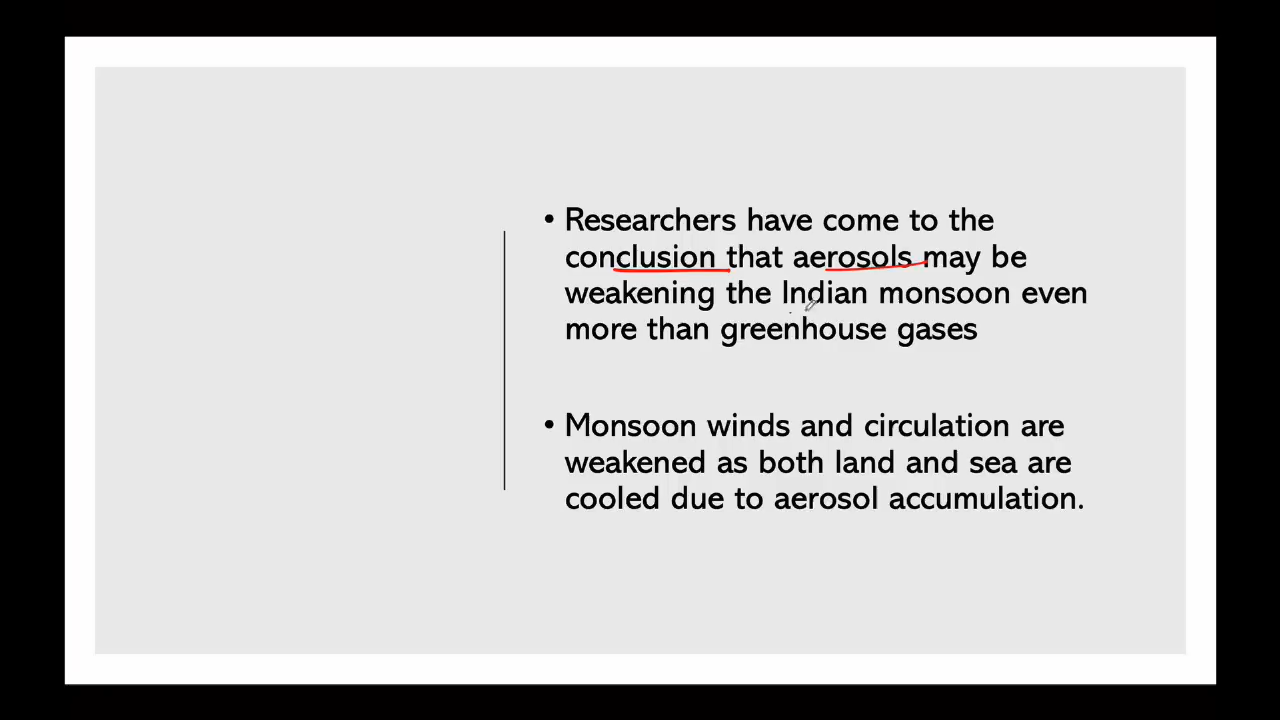 • Researchers have come to the
conclusion that aerosols may be
weakening the Indian monsoon even
more than greenhouse gases
• Monsoon winds and circulation are
weakened as both land and sea are
cooled due to aerosol accumulation.